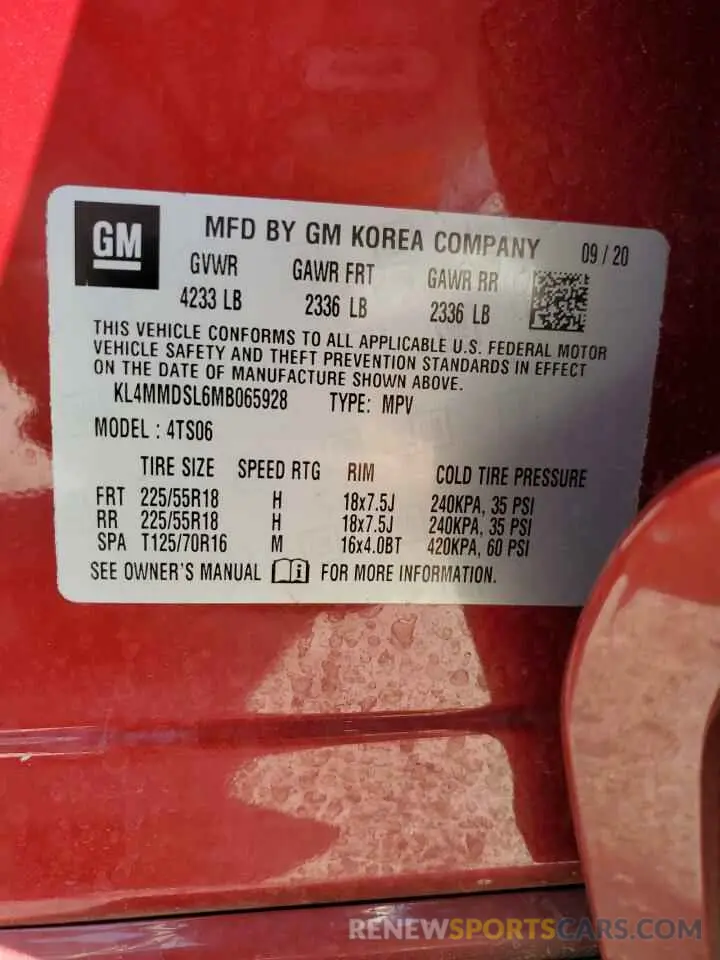 GM MFD BY GM KOREA COMPANY 09 / 20
GVWR GAWR FRT GAWR RR
4233 LB 2336 LB 2336 LB
THIS VEHICLE CONFORMS TO ALL APPLICABLE U.S. FEDERAL MOTOR
VEHICLE SAFETY AND THEFT PREVENTION STANDARDS IN EFFECT
ON THE DATE OF MANUFACTURE SHOWN ABOVE.
KL4MMDSL6MB065928 TYPE: MPV
MODEL : 4TS06
TIRE SIZE SPEED RTG RIM COLD TIRE PRESSURE
FRT 225/55R18 H 18x7.5J 240KPA, 35 PSI
RR 225/55R18 H 18x7.5J 240KPA, 35 PSI
SPA T125/70R16 M 16x4.0BT 420KPA, 60 PSI
SEE OWNER'S MANUAL FOR MORE INFORMATION.
RENEWSPORTSCARS.COM